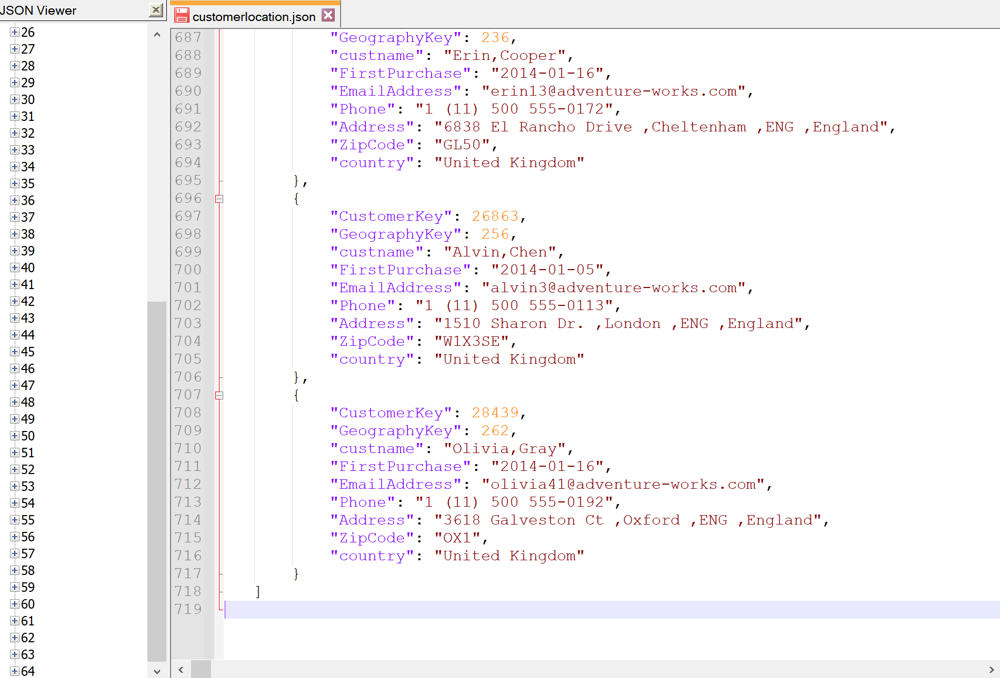 JSON Viewer
26
27
28
29
30
31
32
33
34
35
36
37
38
39
40
41
42
43
44
45
46
47
48
49
50
51
52
53
54
55
56
57
58
59
60
61
62
63
64
customerlocation.json
687 "GeographyKey": 236,
688 "custname": "Erin,Cooper",
689 "FirstPurchase": "2014-01-16",
690 "EmailAddress": "erin13@adventure-works.com",
691 "Phone": "1 (11) 500 555-0172",
692 "Address": "6838 El Rancho Drive ,Cheltenham ,ENG ,England",
693 "ZipCode": "GL50",
694 "country": "United Kingdom"
695 },
696 {
697 "CustomerKey": 26863,
698 "GeographyKey": 256,
699 "custname": "Alvin,Chen",
700 "FirstPurchase": "2014-01-05",
701 "EmailAddress": "alvin3@adventure-works.com",
702 "Phone": "1 (11) 500 555-0113",
703 "Address": "1510 Sharon Dr. ,London ,ENG ,England",
704 "ZipCode": "W1X3SE",
705 "country": "United Kingdom"
706 },
707 {
708 "CustomerKey": 28439,
709 "GeographyKey": 262,
710 "custname": "Olivia,Gray",
711 "FirstPurchase": "2014-01-16",
712 "EmailAddress": "olivia41@adventure-works.com",
713 "Phone": "1 (11) 500 555-0192",
714 "Address": "3618 Galveston Ct ,Oxford ,ENG ,England",
715 "ZipCode": "OX1",
716 "country": "United Kingdom"
717 }
718 ]
719